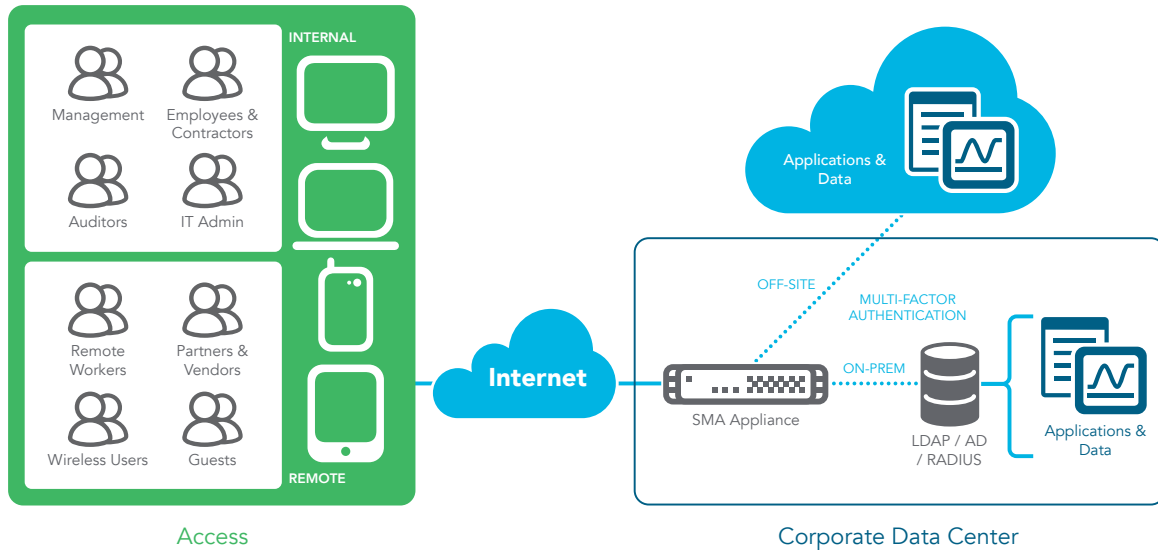 INTERNAL
Management
Employees &
Contractors
Auditors
IT Admin
Remote
Workers
Partners &
Vendors
Wireless Users
Guests
REMOTE
Access
Internet
Applications &
Data
OFF-SITE
MULTI-FACTOR
AUTHENTICATION
ON-PREM
SMA Appliance
LDAP / AD
/ RADIUS
Applications &
Data
Corporate Data Center